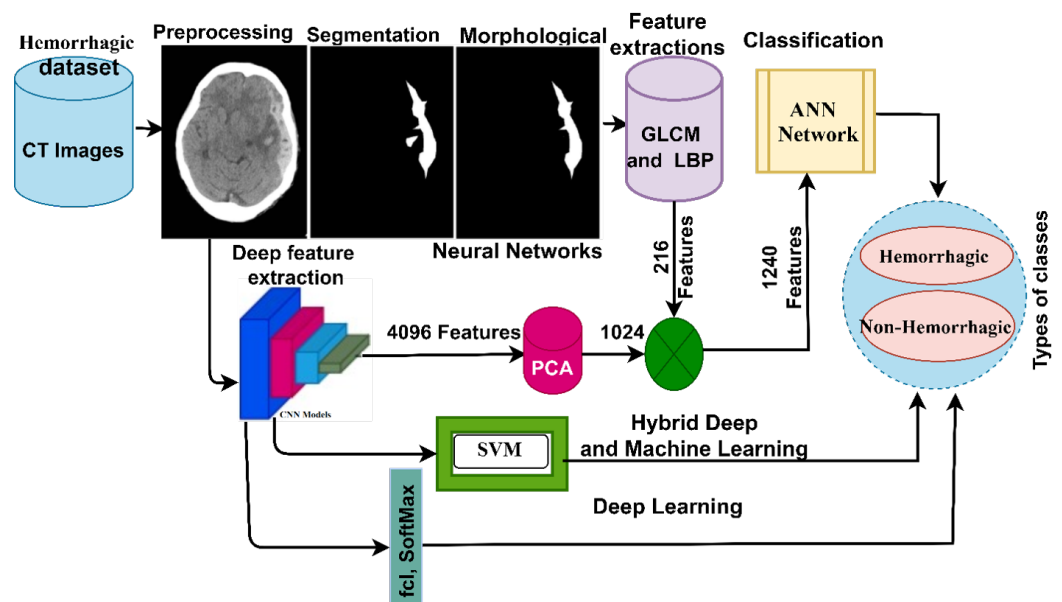 Hemorrhagic
dataset
CT Images
Preprocessing
Segmentation
Morphological
Feature
extractions
GLCM
and LBP
Classification
ANN
Network
Neural Networks
Deep feature
extraction
CNN Models
4096 Features
PCA
1024
216
Features
1240
Features
Hemorrhagic
Non-Hemorrhagic
Types of classes
SVM
Hybrid Deep
and Machine Learning
Deep Learning
fcl, SoftMax